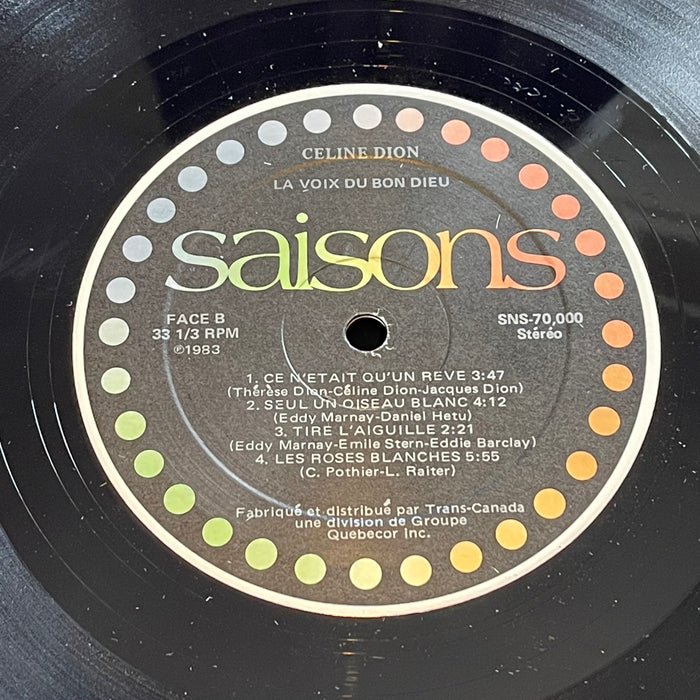 CELINE DION
LA VOIX DU BON DIEU
saisons
FACE B
33 1/3 RPM
℗1983
SNS-70,000
Stéréo
1. CE N'ETAIT QU'UN REVE 3:47
(Thérèse Dion-Céline Dion-Jacques Dion)
2. SEUL UN OISEAU BLANC 4:12
(Eddy Marnay-Daniel Hetu)
3. TIRE L'AIGUILLE 2:21
(Eddy Marnay-Emile Stern-Eddie Barclay)
4. LES ROSES BLANCHES 5:55
(C. Pothier-L. Raiter)
Fabriqué et distribué par Trans-Canada
une division de Groupe
Quebecor Inc.